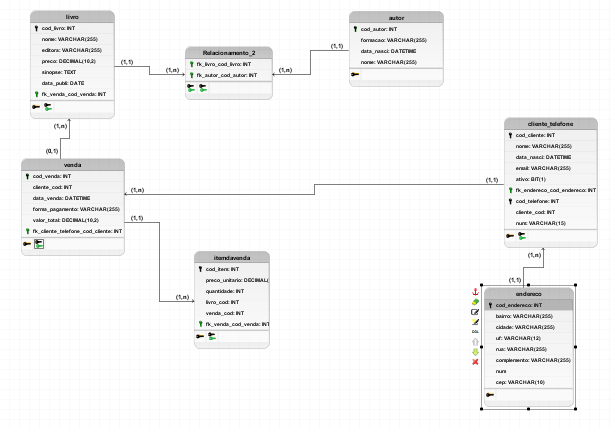 livro
cod_livro: INT
nome: VARCHAR(255)
editora: VARCHAR(255)
preco: DECIMAL(10,2)
sinopse: TEXT
data_publi: DATE
fk_venda_cod_venda: INT
(1,1)
(1,n)
Relacionamento_2
fk_livro_cod_livro: INT
fk_autor_cod_autor: INT
(1,n)
(1,1)
autor
cod_autor: INT
formacao: VARCHAR(255)
data_nasci: DATETIME
nome: VARCHAR(255)
(1,n)
(0,1)
venda
cod_venda: INT
cliente_cod: INT
data_venda: DATETIME
forma_pagamento: VARCHAR(255)
valor_total: DECIMAL(10,2)
fk_cliente_telefone_cod_cliente: INT
(1,n)
(1,1)
cliente_telefone
cod_cliente: INT
nome: VARCHAR(255)
data_nasci: DATETIME
email: VARCHAR(255)
ativo: BIT(1)
fk_endereco_cod_endereco: INT
cod_telefone: INT
cliente_cod: INT
num: VARCHAR(15)
(1,1)
(1,n)
itemdavenda
cod_item: INT
preco_unitario: DECIMAL(
quantidade: INT
livro_cod: INT
venda_cod: INT
fk_venda_cod_venda: INT
(1,n)
(1,1)
endereco
cod_endereco: INT
bairro: VARCHAR(255)
cidade: VARCHAR(255)
uf: VARCHAR(12)
rua: VARCHAR(255)
complemento: VARCHAR(255)
num
cep: VARCHAR(10)